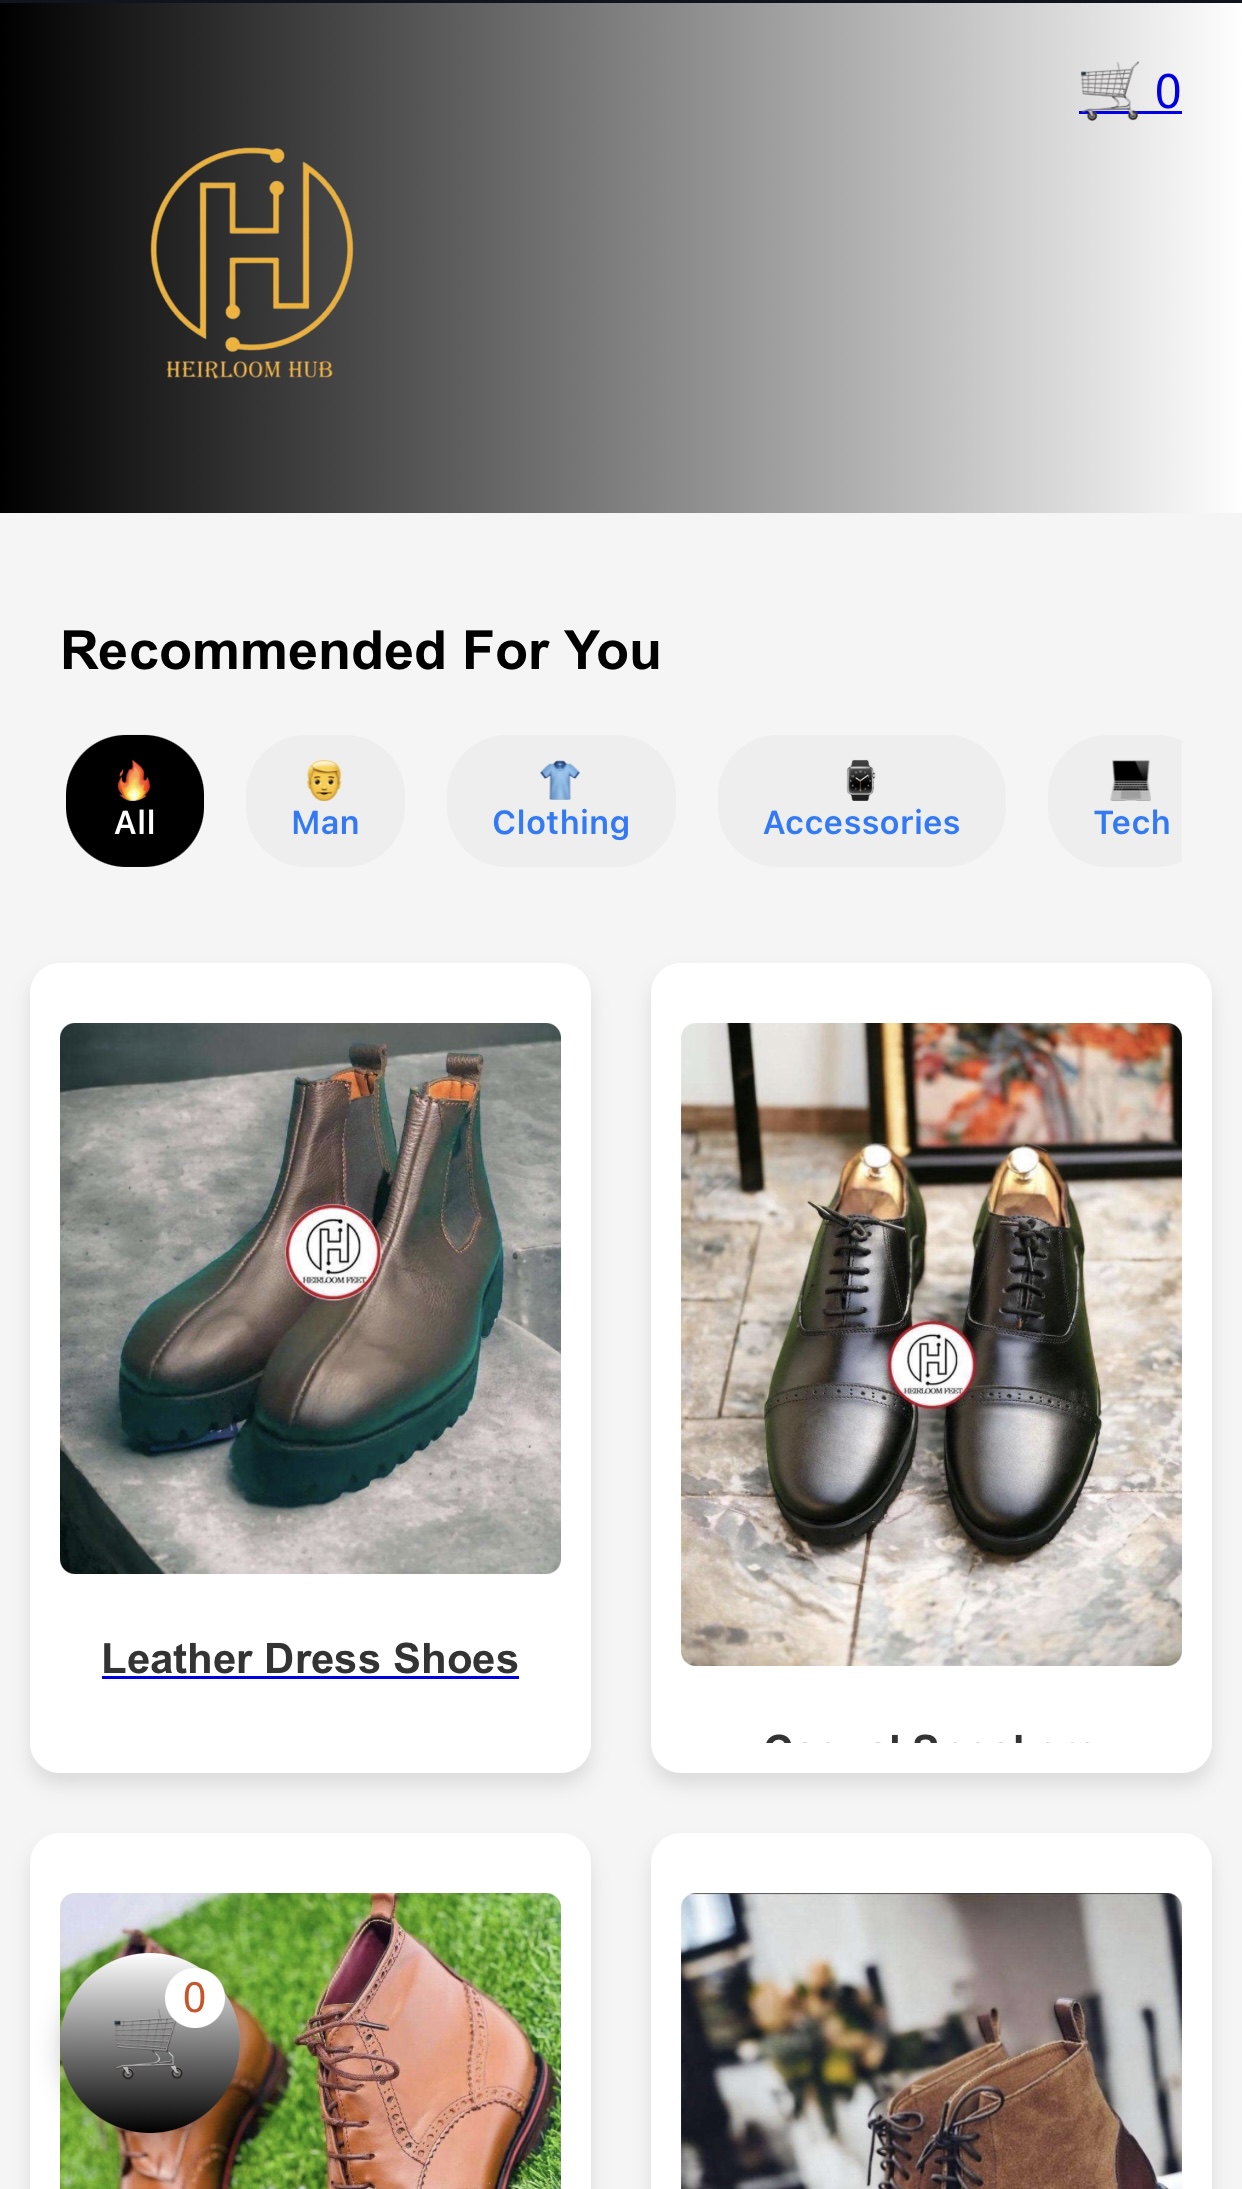 0
HEIRLOOM HUB
Recommended For You
All
Man
Clothing
Accessories
Tech
HEIRLOOM FEET
HEIRLOOM FEET
Leather Dress Shoes
0